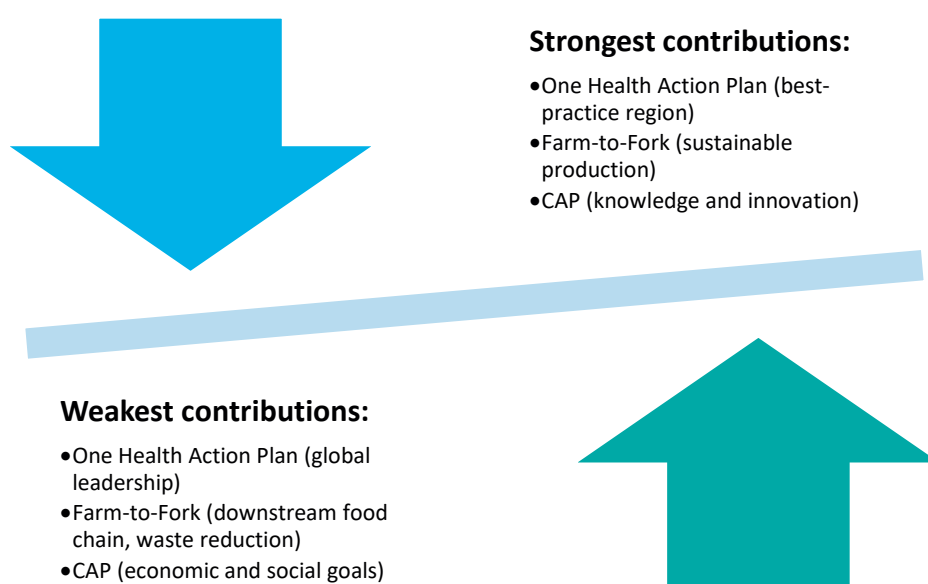 Strongest contributions:
•One Health Action Plan (best-
practice region)
•Farm-to-Fork (sustainable
production)
•CAP (knowledge and innovation)
Weakest contributions:
•One Health Action Plan (global
leadership)
•Farm-to-Fork (downstream food
chain, waste reduction)
•CAP (economic and social goals)